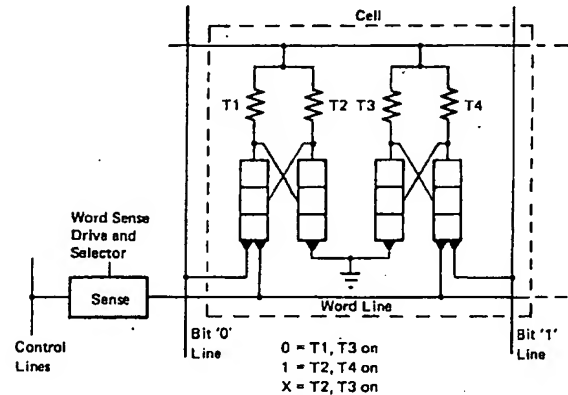 Cell
T1
T2
T3
T4
Word Sense
Drive and
Selector
Sense
Word Line
Control
Lines
Bit '0'
Line
0 = T1, T3 on
1 = T2, T4 on
X = T2, T3 on
Bit '1'
Line